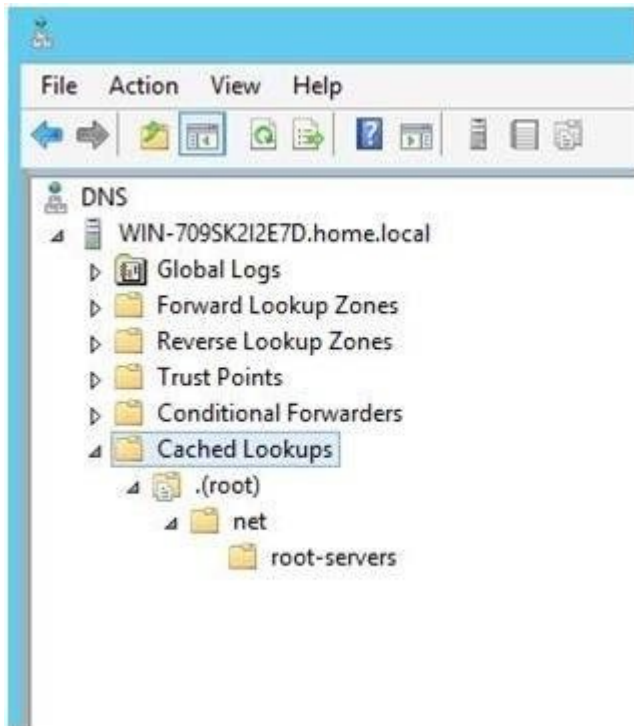 File Action View Help
DNS
WIN-709SK2I2E7D.home.local
Global Logs
Forward Lookup Zones
Reverse Lookup Zones
Trust Points
Conditional Forwarders
Cached Lookups
.(root)
net
root-servers